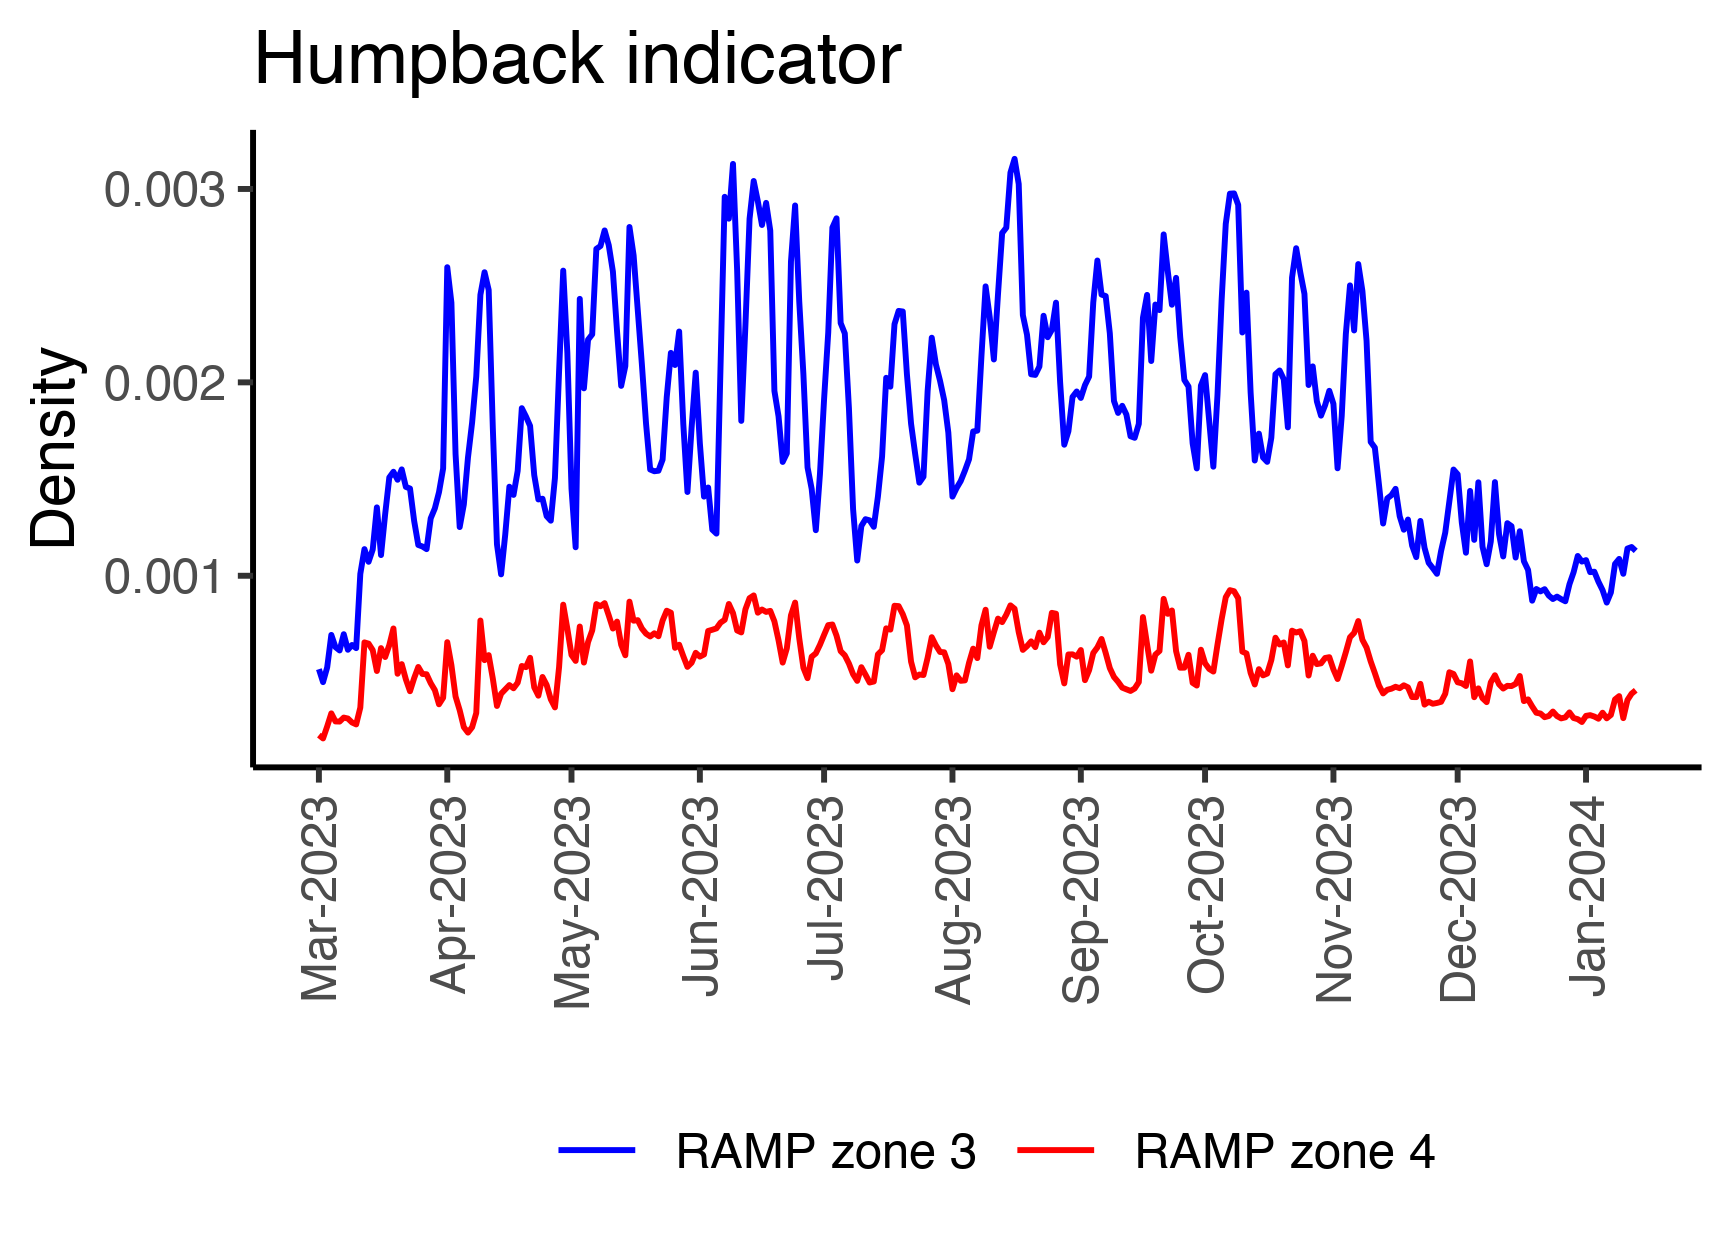 Humpback indicator
Density
0.003
0.002
0.001
Mar-2023
Apr-2023
May-2023
Jun-2023
Jul-2023
Aug-2023
Sep-2023
Oct-2023
Nov-2023
Dec-2023
Jan-2024
RAMP zone 3
RAMP zone 4